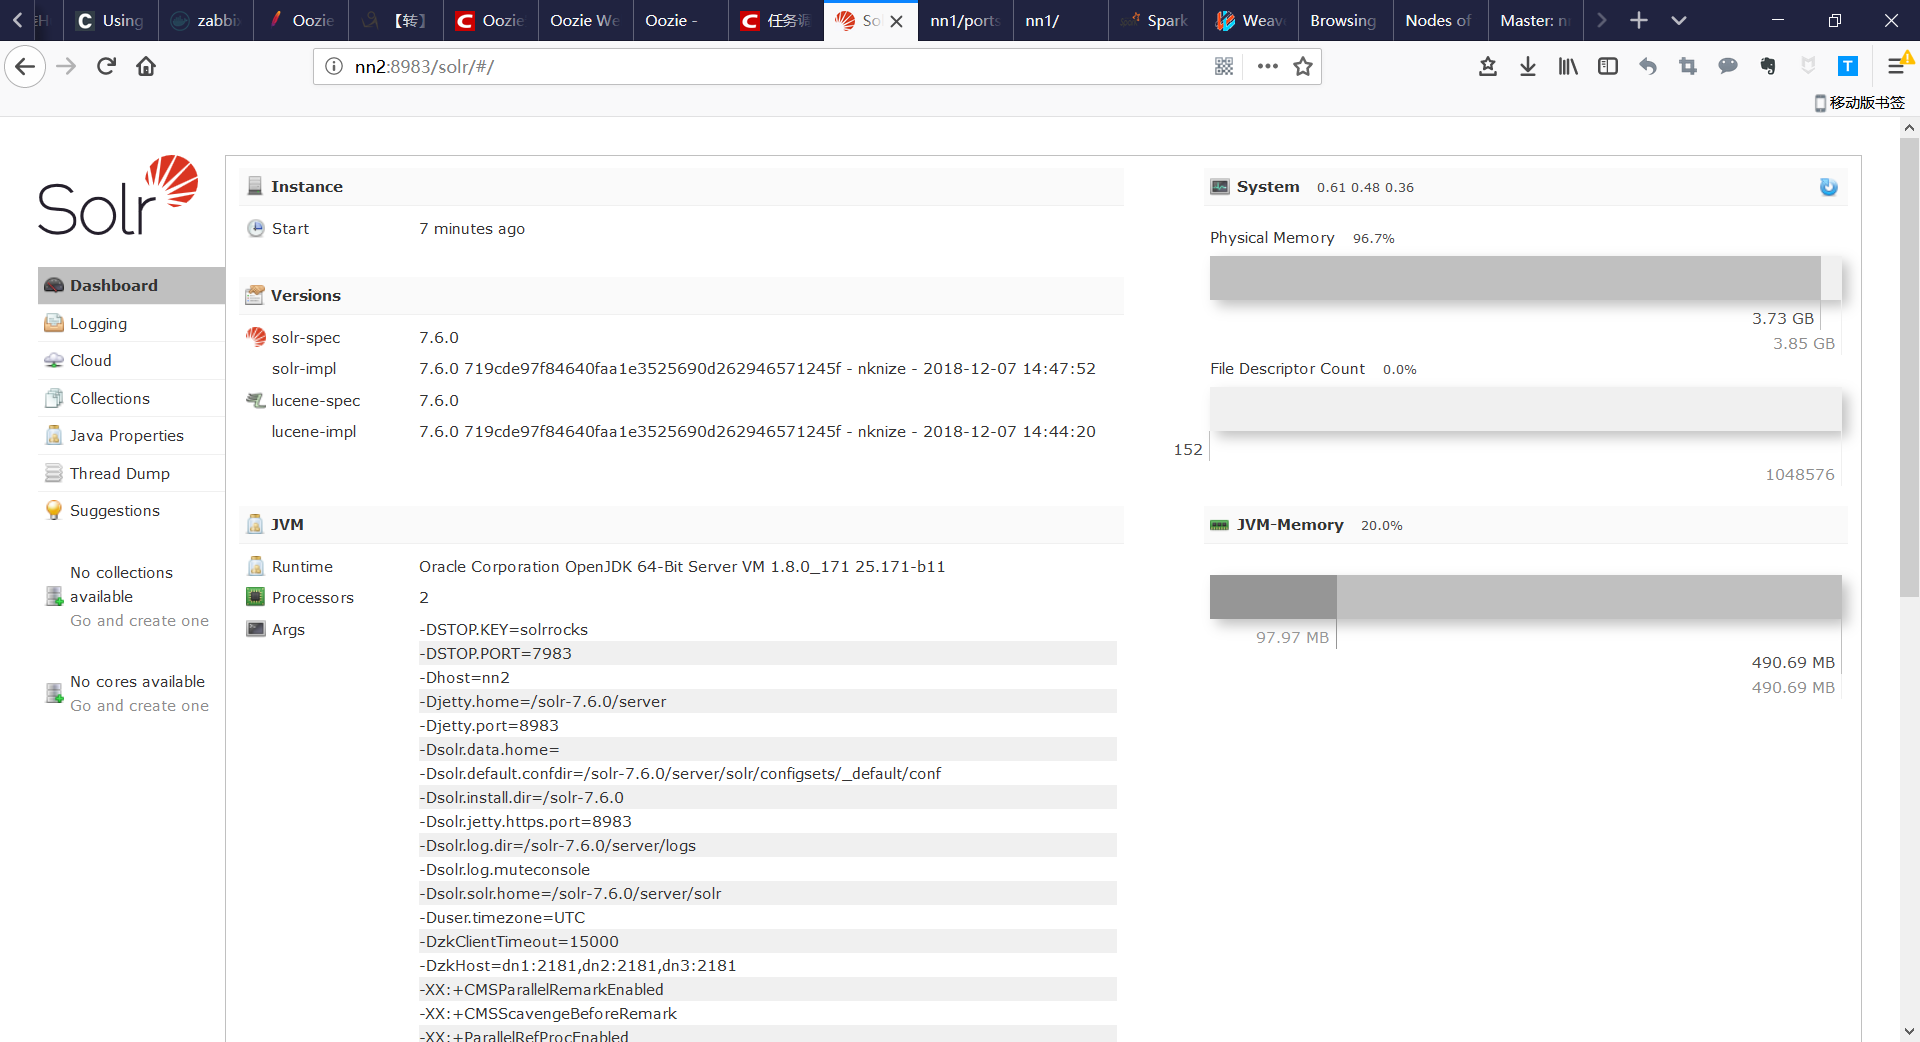 Using
zabbix
Oozie
【转】
Oozie
Oozie We
Oozie -
任务调
So
nn1/ports
nn1/
Spark
Weav
Browsing
Nodes of
Master: n
nn2:8983/solr/#/
移动版书签
Solr
Dashboard
Logging
Cloud
Collections
Java Properties
Thread Dump
Suggestions
No collections
available
Go and create one
No cores available
Go and create one
Instance
Start 7 minutes ago
Versions
solr-spec 7.6.0
solr-impl 7.6.0 719cde97f84640faa1e3525690d262946571245f - nknize - 2018-12-07 14:47:52
lucene-spec 7.6.0
lucene-impl 7.6.0 719cde97f84640faa1e3525690d262946571245f - nknize - 2018-12-07 14:44:20
JVM
Runtime Oracle Corporation OpenJDK 64-Bit Server VM 1.8.0_171 25.171-b11
Processors 2
Args -DSTOP.KEY=solrrocks
-DSTOP.PORT=7983
-Dhost=nn2
-Djetty.home=/solr-7.6.0/server
-Djetty.port=8983
-Dsolr.data.home=
-Dsolr.default.confdir=/solr-7.6.0/server/solr/configsets/_default/conf
-Dsolr.install.dir=/solr-7.6.0
-Dsolr.jetty.https.port=8983
-Dsolr.log.dir=/solr-7.6.0/server/logs
-Dsolr.log.muteconsole
-Dsolr.solr.home=/solr-7.6.0/server/solr
-Duser.timezone=UTC
-DzkClientTimeout=15000
-DzkHost=dn1:2181,dn2:2181,dn3:2181
-XX:+CMSParallelRemarkEnabled
-XX:+CMSScavengeBeforeRemark
-XX:+ParallelRefProcEnabled
System 0.61 0.48 0.36
Physical Memory 96.7%
3.73 GB
3.85 GB
File Descriptor Count 0.0%
152
1048576
JVM-Memory 20.0%
97.97 MB
490.69 MB
490.69 MB